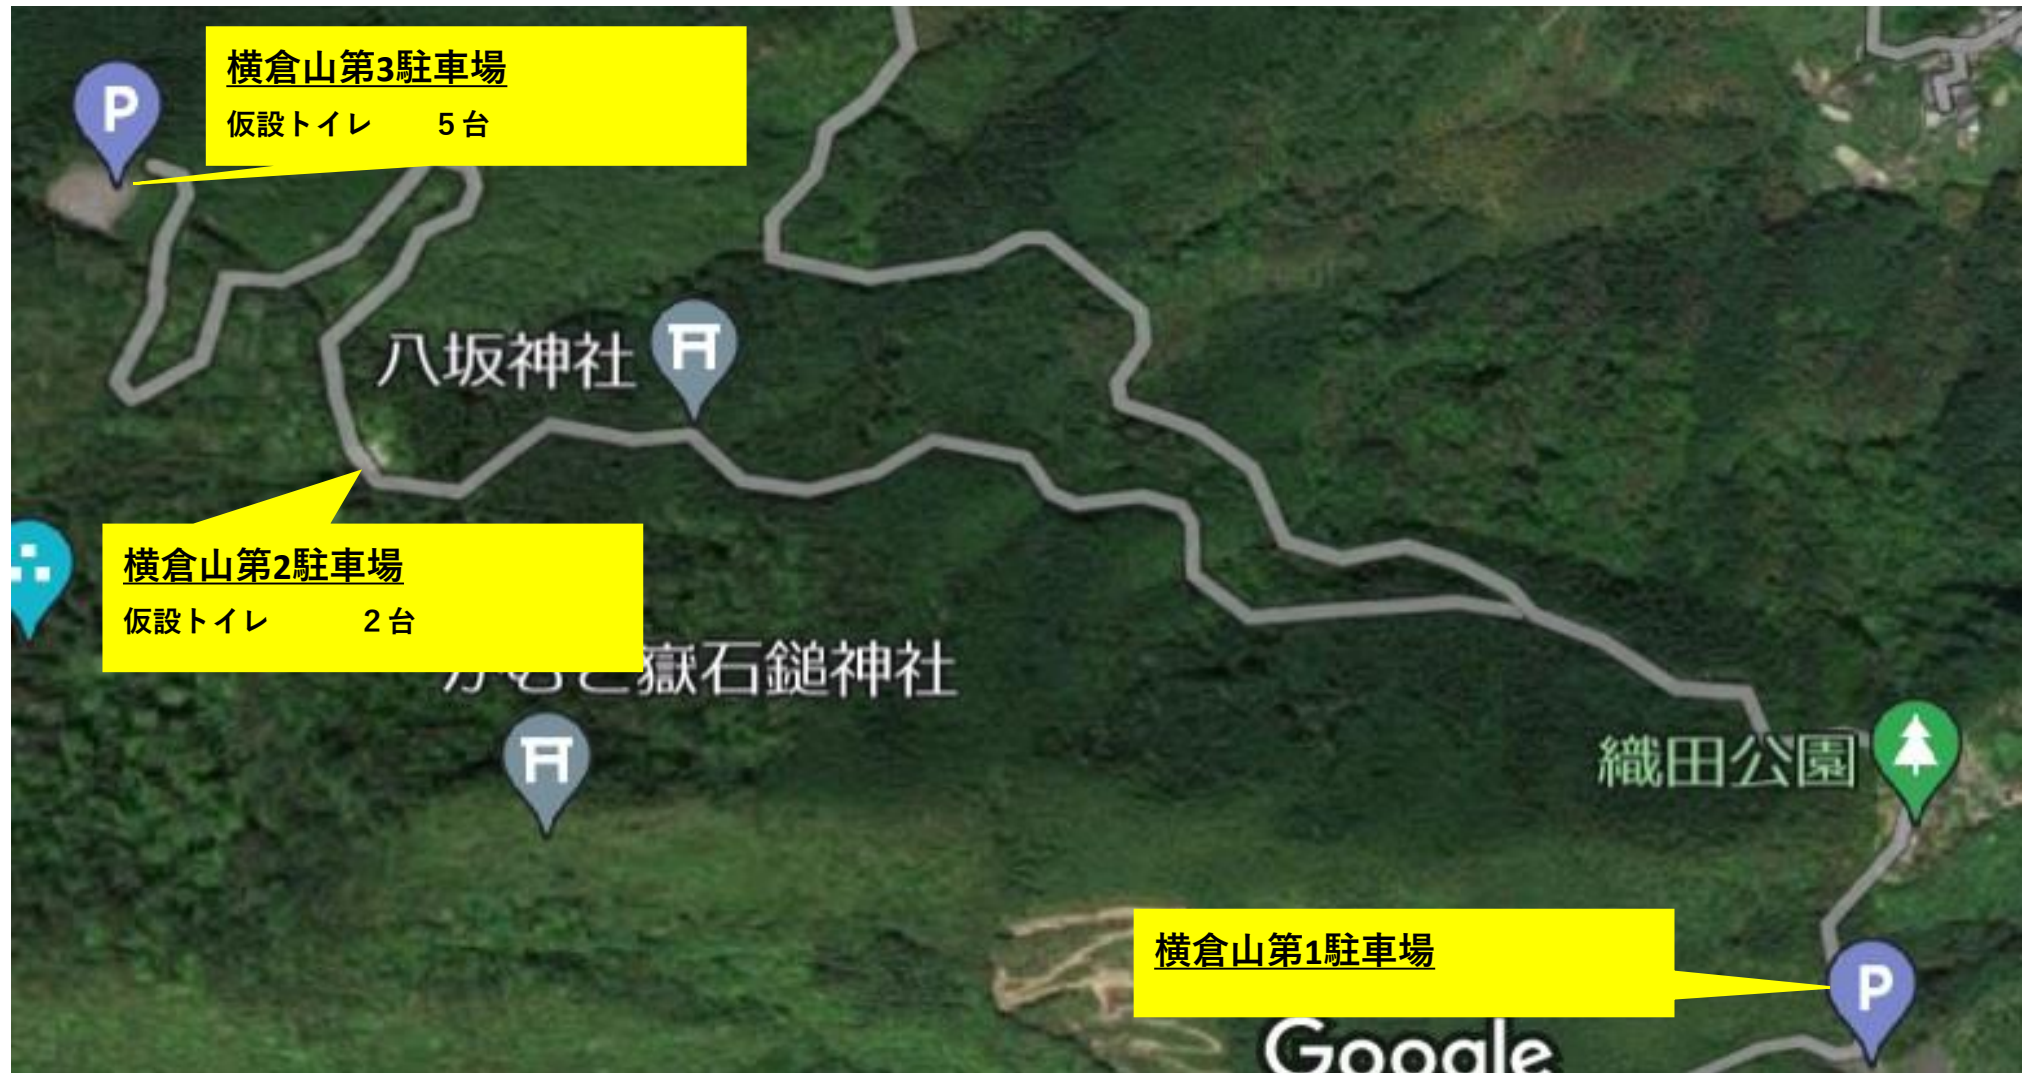 横倉山第3駐車場
仮設トイレ　　５台
P
八坂神社
横倉山第2駐車場
仮設トイレ　　　２台
嶽石鎚神社
織田公園
横倉山第1駐車場
P
Google